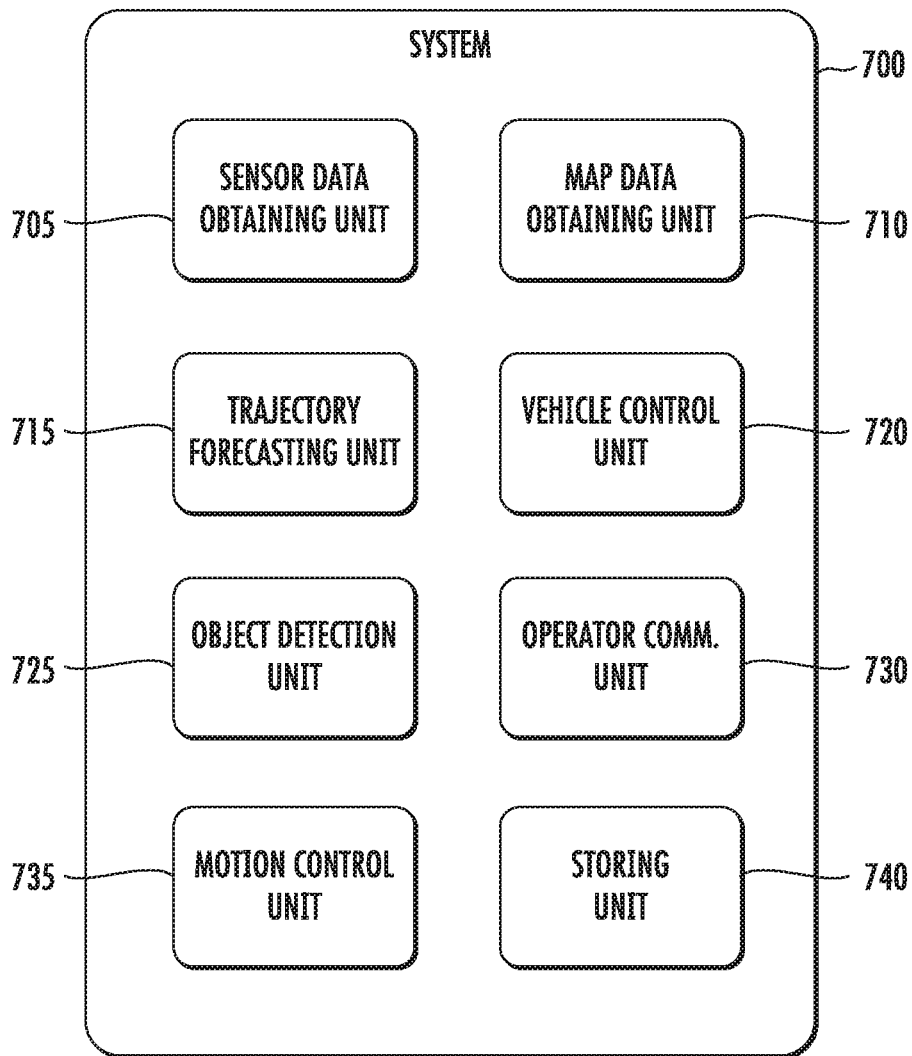 SYSTEM
700
SENSOR DATA
OBTAINING UNIT
705
MAP DATA
OBTAINING UNIT
710
TRAJECTORY
FORECASTING UNIT
715
VEHICLE CONTROL
UNIT
720
OBJECT DETECTION
UNIT
725
OPERATOR COMM.
UNIT
730
MOTION CONTROL
UNIT
735
STORING
UNIT
740